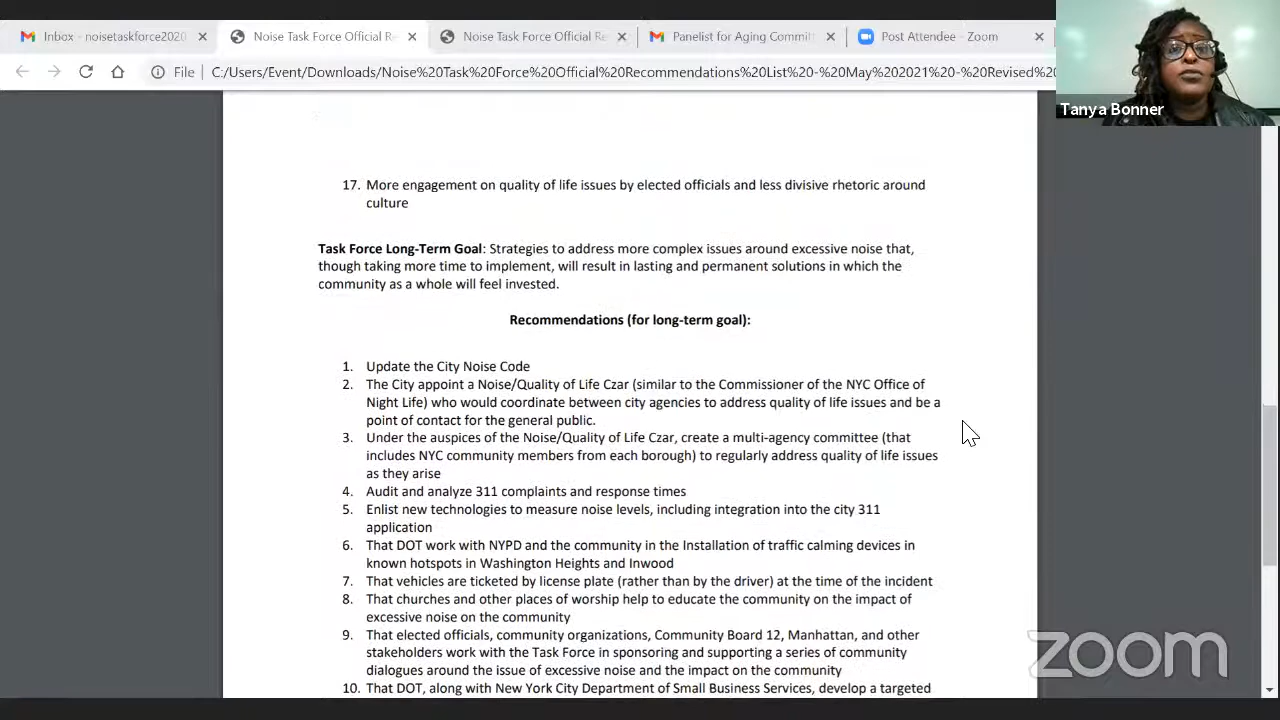 Inbox - noisetaskforce2020
Noise Task Force Official Re
Noise Task Force Official Re
Panelist for Aging Committ
Post Attendee - Zoom
File
C:/Users/Event/Downloads/Noise%20Task%20Force%20Official%20Recommendations%20List%20-%20May%202021%20-%20Revised%20
Tanya Bonner
17. More engagement on quality of life issues by elected officials and less divisive rhetoric around
culture
Task Force Long-Term Goal: Strategies to address more complex issues around excessive noise that,
though taking more time to implement, will result in lasting and permanent solutions in which the
community as a whole will feel invested.
Recommendations (for long-term goal):
1. Update the City Noise Code
2. The City appoint a Noise/Quality of Life Czar (similar to the Commissioner of the NYC Office of
Night Life) who would coordinate between city agencies to address quality of life issues and be a
point of contact for the general public.
3. Under the auspices of the Noise/Quality of Life Czar, create a multi-agency committee (that
includes NYC community members from each borough) to regularly address quality of life issues
as they arise
4. Audit and analyze 311 complaints and response times
5. Enlist new technologies to measure noise levels, including integration into the city 311
application
6. That DOT work with NYPD and the community in the Installation of traffic calming devices in
known hotspots in Washington Heights and Inwood
7. That vehicles are ticketed by license plate (rather than by the driver) at the time of the incident
8. That churches and other places of worship help to educate the community on the impact of
excessive noise on the community
9. That elected officials, community organizations, Community Board 12, Manhattan, and other
stakeholders work with the Task Force in sponsoring and supporting a series of community
dialogues around the issue of excessive noise and the impact on the community
10. That DOT, along with New York City Department of Small Business Services, develop a targeted
zoom